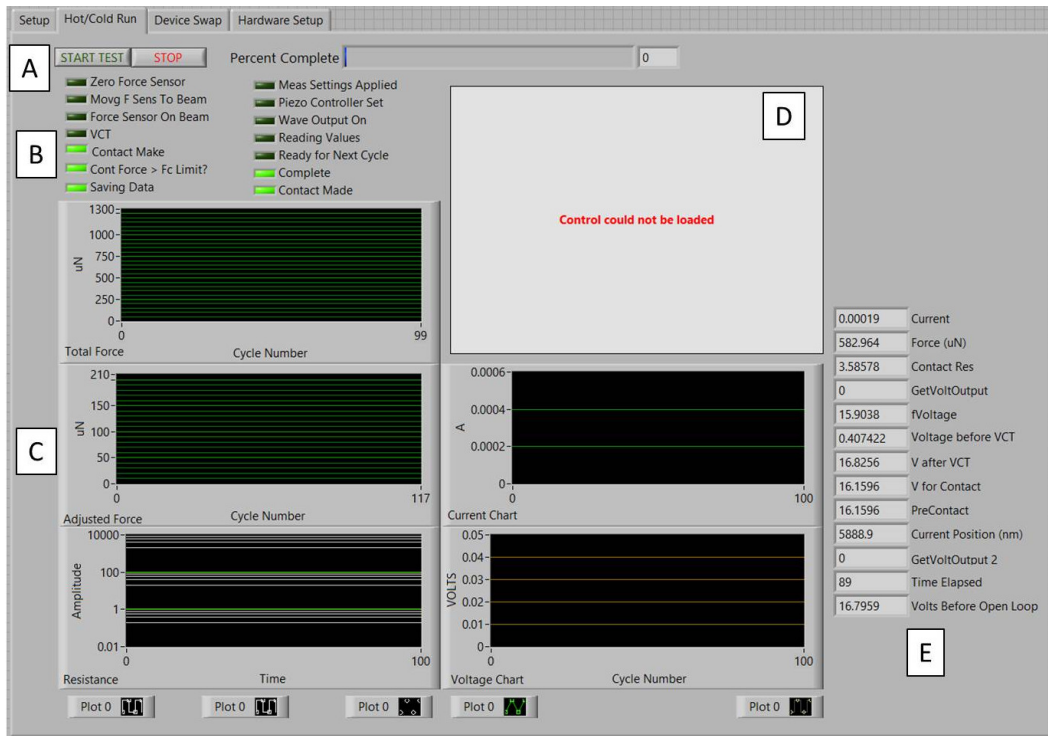 Setup
Hot/Cold Run
Device Swap
Hardware Setup
A
START TEST
STOP
Percent Complete
0
B
Zero Force Sensor
Movg F Sens To Beam
Force Sensor On Beam
VCT
Contact Make
Cont Force > Fc Limit?
Saving Data
Meas Settings Applied
Piezo Controller Set
Wave Output On
Reading Values
Ready for Next Cycle
Complete
Contact Made
D
Control could not be loaded
1300
1000
750
500
250
0
uN
0
99
Total Force
Cycle Number
C
210
150
100
50
0
uN
0
117
Adjusted Force
Cycle Number
0.0006
0.0004
0.0002
0
A
0
100
Current Chart
10000
100
1
0.01
Amplitude
0
100
Resistance
Time
0.05
0.04
0.03
0.02
0.01
0
VOLTS
0
100
Voltage Chart
Cycle Number
Plot 0
Plot 0
Plot 0
Plot 0
Plot 0
0.00019 Current
582.964 Force (uN)
3.58578 Contact Res
0 GetVoltOutput
15.9038 fVoltage
0.407422 Voltage before VCT
16.8256 V after VCT
16.1596 V for Contact
16.1596 PreContact
5888.9 Current Position (nm)
0 GetVoltOutput 2
89 Time Elapsed
16.7959 Volts Before Open Loop
E